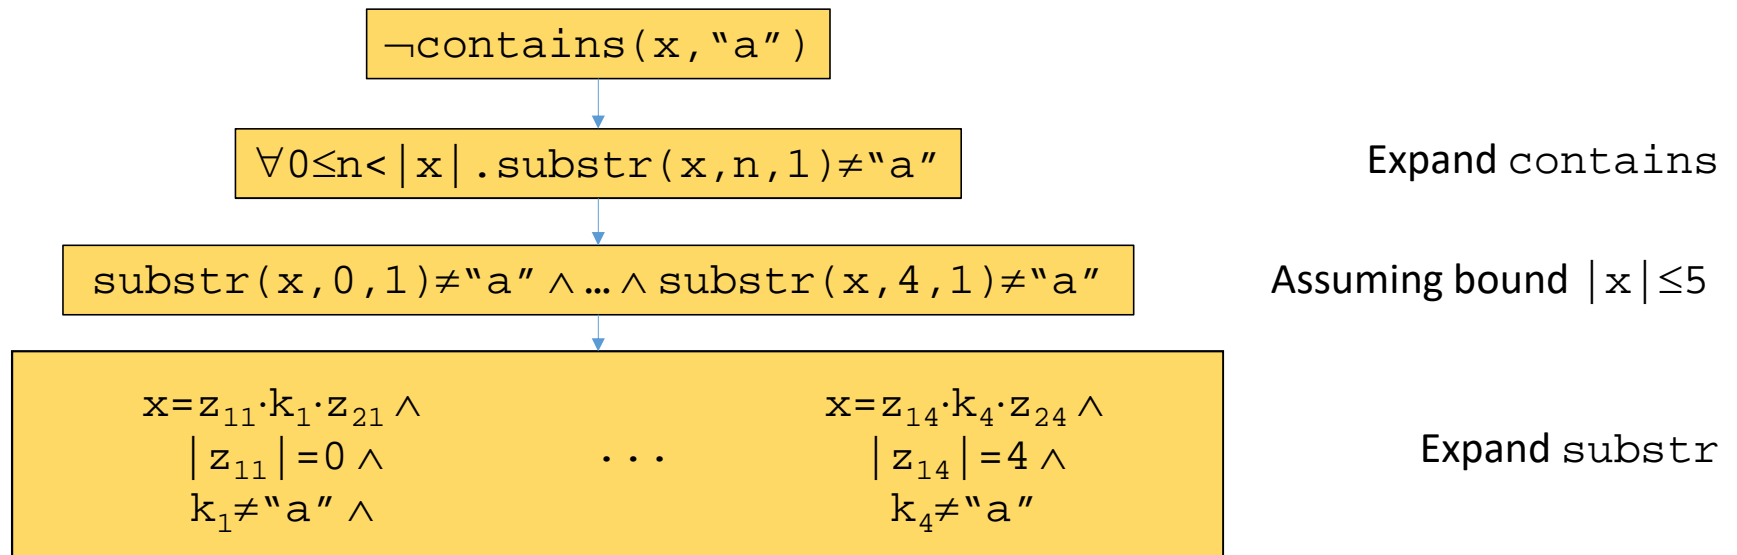 ¬contains(x,“a”)
∀0≤n<|x|.substr(x,n,1)≠“a” Expand contains
substr(x,0,1)≠“a” ∧ … ∧ substr(x,4,1)≠“a” Assuming bound |x|≤5
x=z₁₁·k₁·z₂₁ ∧ x=z₁₄·k₄·z₂₄ ∧
|z₁₁|=0 ∧ ... |z₁₄|=4 ∧ Expand substr
k₁≠“a” ∧ k₄≠“a”